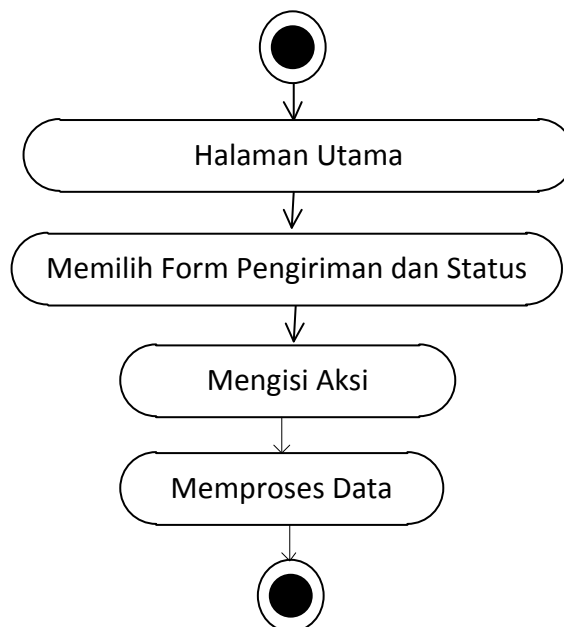 Halaman Utama
Memilih Form Pengiriman dan Status
Mengisi Aksi
Memproses Data